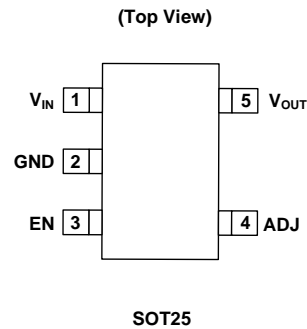 (Top View)
VIN 1
5 VOUT
GND 2
EN 3
4 ADJ
SOT25